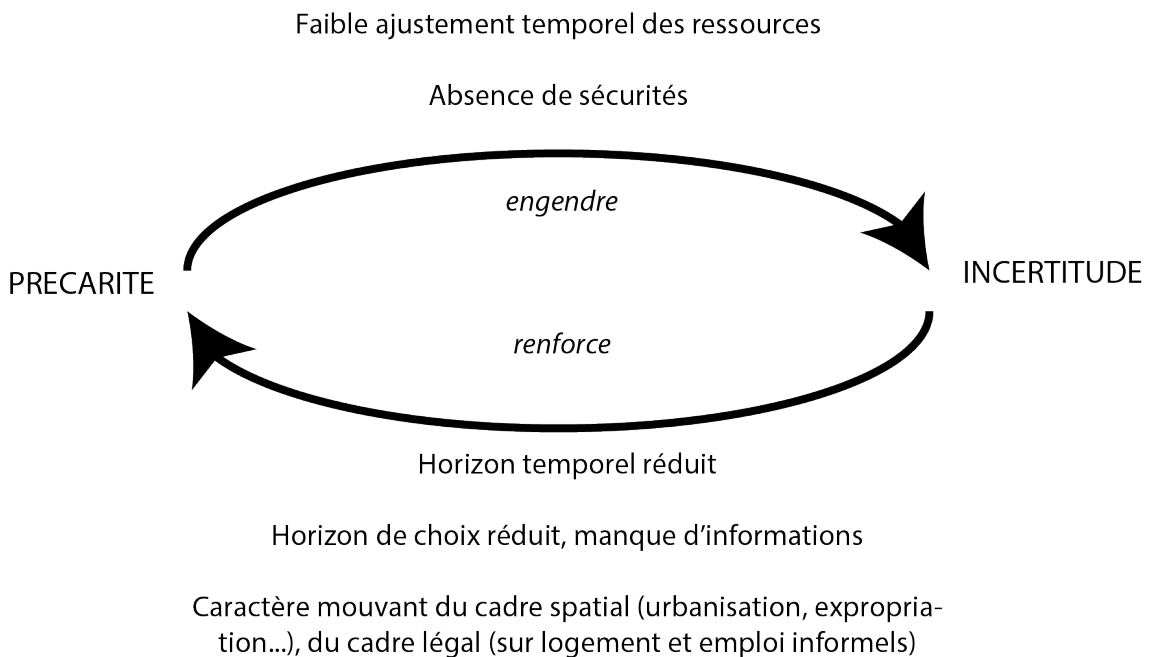 Faible ajustement temporel des ressources
Absence de sécurités
engendre
PRECARITE
INCERTITUDE
renforce
Horizon temporel réduit
Horizon de choix réduit, manque d’informations
Caractère mouvant du cadre spatial (urbanisation, expropria-
tion...), du cadre légal (sur logement et emploi informels)